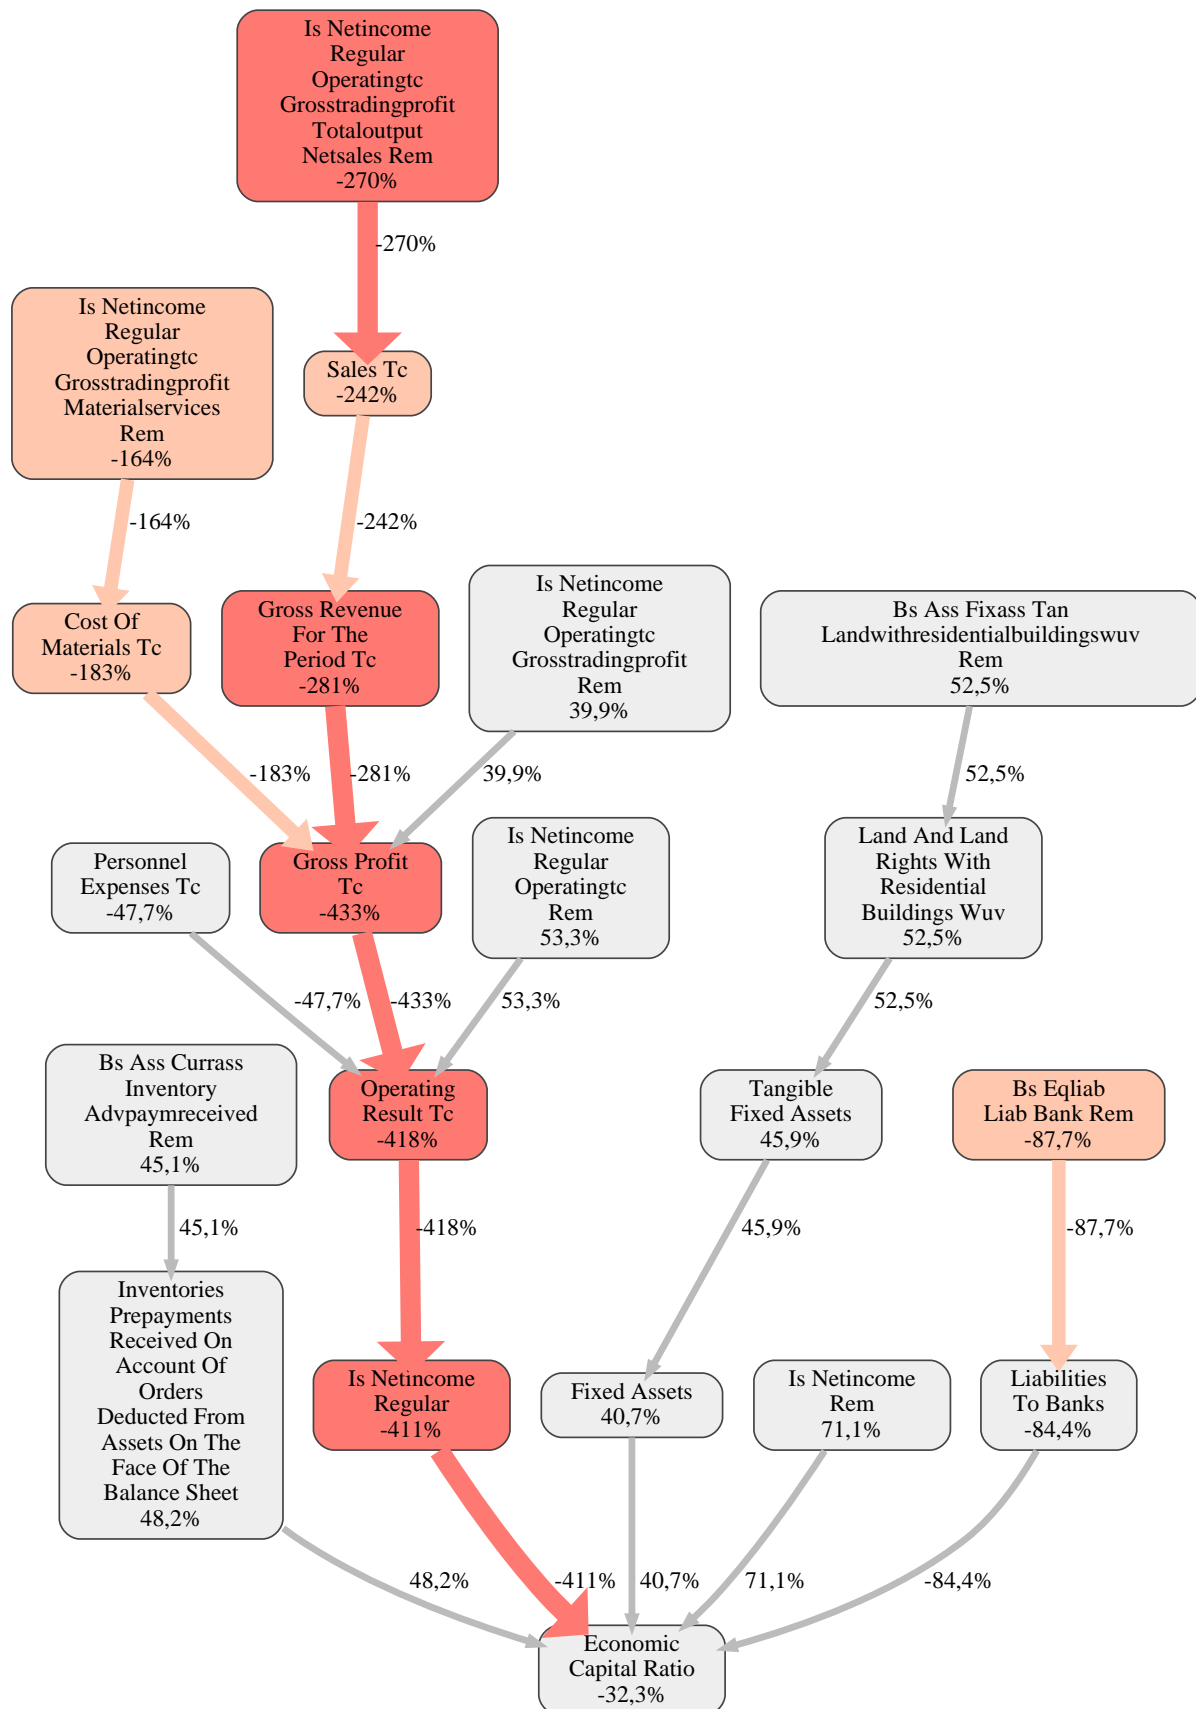 Is Netincome
Regular
Operatingtc
Grosstradingprofit
Totaloutput
Netsales Rem
-270%
-270%
Is Netincome
Regular
Operatingtc
Grosstradingprofit
Materialservices
Rem
-164%
Sales Tc
-242%
-164%
-242%
Cost Of
Materials Tc
-183%
Gross Revenue
For The
Period Tc
-281%
Is Netincome
Regular
Operatingtc
Grosstradingprofit
Rem
39,9%
Bs Ass Fixass Tan
Landwithresidentialbuildingswuv
Rem
52,5%
-183%
-281%
39,9%
52,5%
Personnel
Expenses Tc
-47,7%
Gross Profit
Tc
-433%
Is Netincome
Regular
Operatingtc
Rem
53,3%
Land And Land
Rights With
Residential
Buildings Wuv
52,5%
-47,7%
-433%
53,3%
52,5%
Bs Ass Currass
Inventory
Advpaymreceived
Rem
45,1%
Operating
Result Tc
-418%
Tangible
Fixed Assets
45,9%
Bs Eqliab
Liab Bank Rem
-87,7%
45,1%
-418%
45,9%
-87,7%
Inventories
Prepayments
Received On
Account Of
Orders
Deducted From
Assets On The
Face Of The
Balance Sheet
48,2%
Is Netincome
Regular
-411%
Fixed Assets
40,7%
Is Netincome
Rem
71,1%
Liabilities
To Banks
-84,4%
48,2%
-411%
40,7%
71,1%
-84,4%
Economic
Capital Ratio
-32,3%